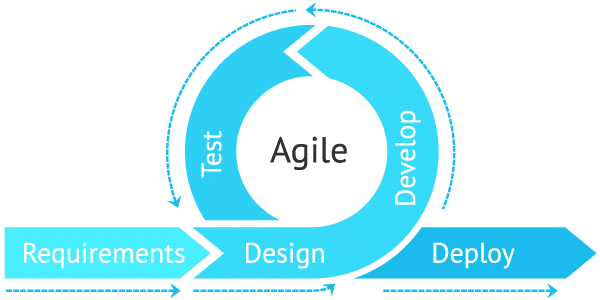 Agile
Test
Develop
Requirements
Design
Deploy